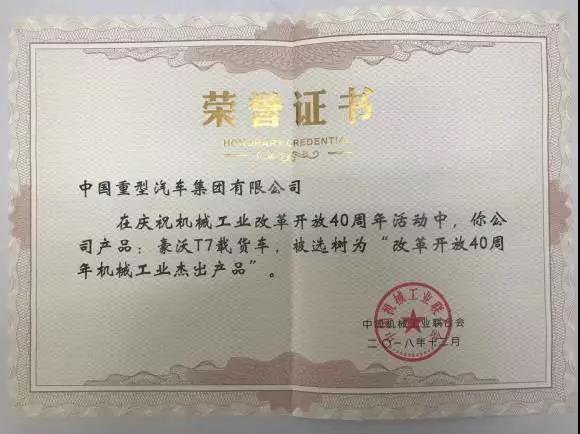 荣誉证书
HONORARY CREDENTIAL
中国重型汽车集团有限公司
在庆祝机械工业改革开放40周年活动中，你公
司产品：豪沃T7载货车，被选树为“改革开放40周
年机械工业杰出产品”。
中国机械工业联合会
二〇一八年十二月